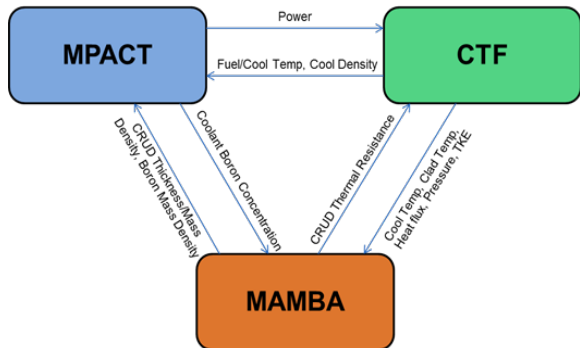 Power
MPACT
CTF
Fuel/Cool Temp, Cool Density
CRUD Thickness/Mass
Density, Boron Mass Density
Coolant Boron Concentration
CRUD Thermal Resistance
Cool Temp, Clad Temp,
Heat flux, Pressure, TKE
MAMBA